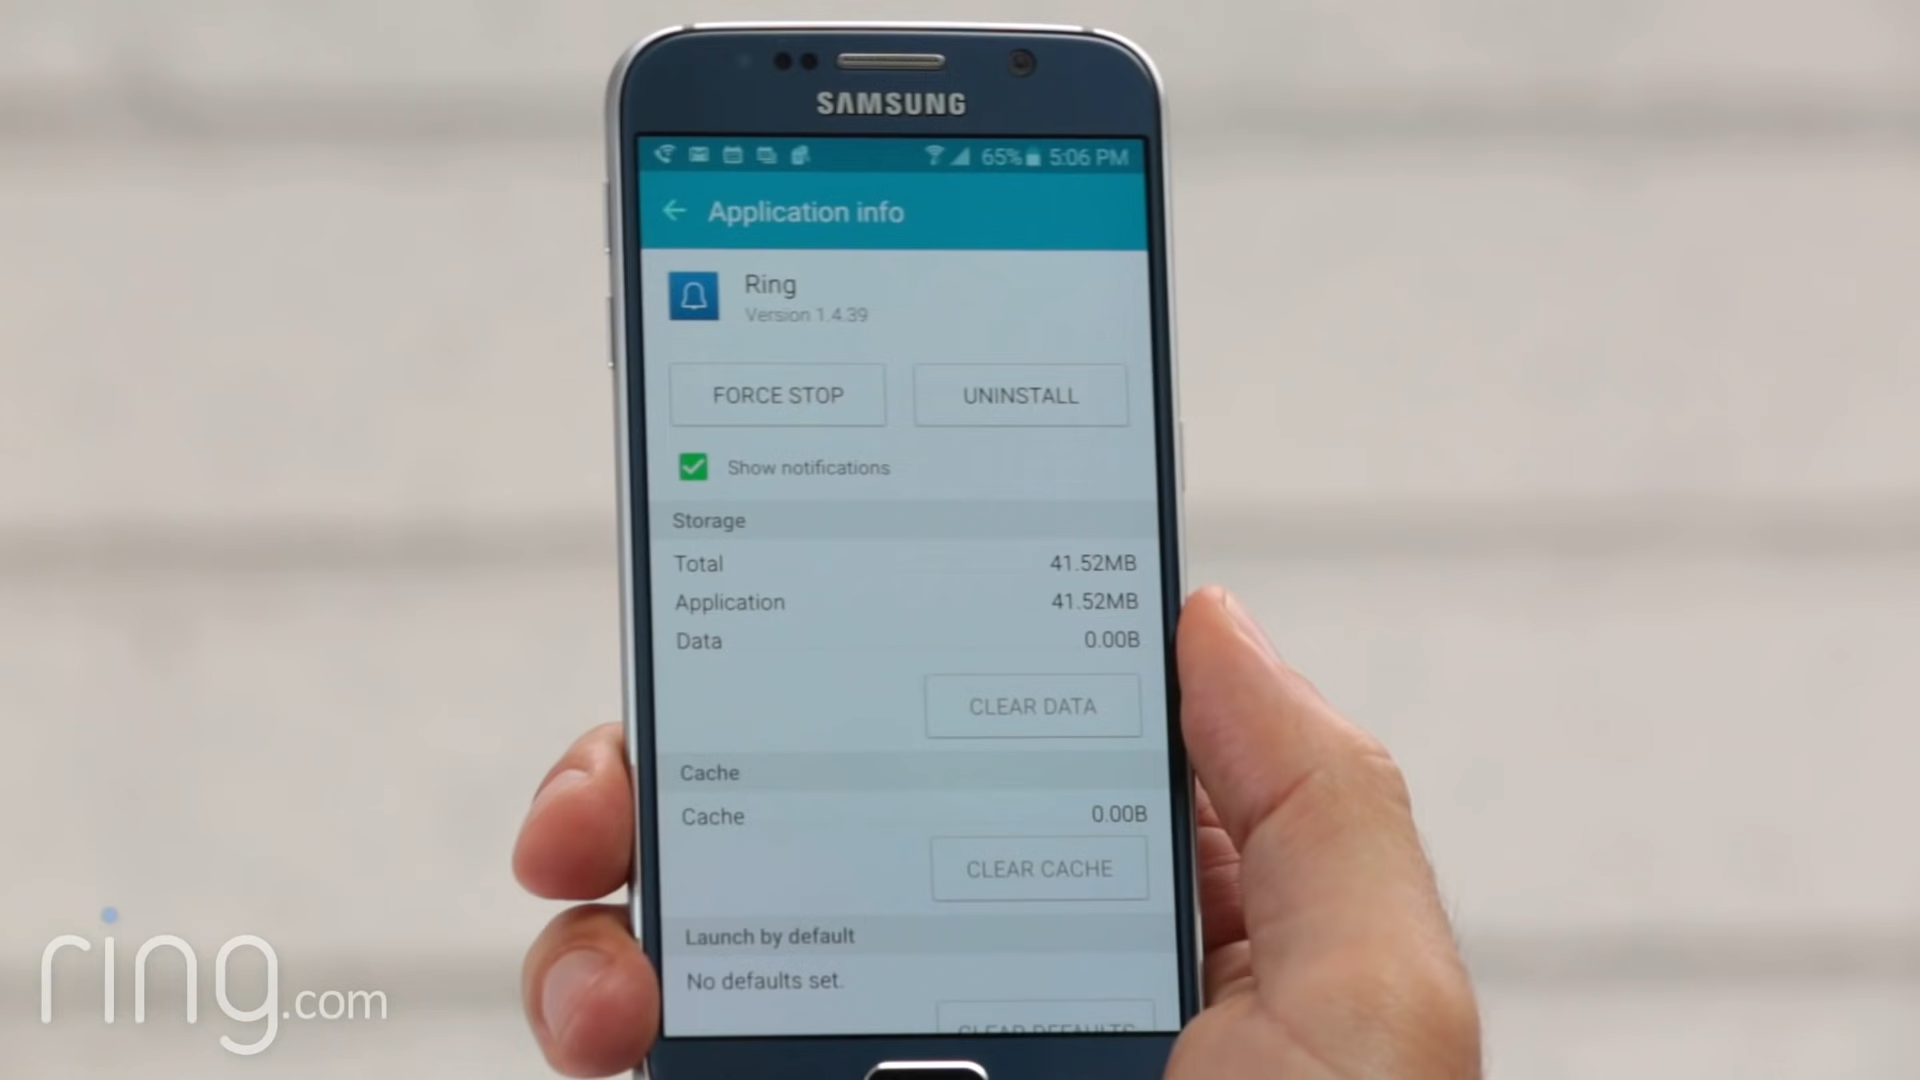 SAMSUNG
65% 5:06 PM
Application info
Ring
Version 1.4.39
FORCE STOP
UNINSTALL
Show notifications
Storage
Total 41.52MB
Application 41.52MB
Data 0.00B
CLEAR DATA
Cache
Cache 0.00B
CLEAR CACHE
Launch by default
No defaults set.
CLEAR DEFAULTS
ring.com